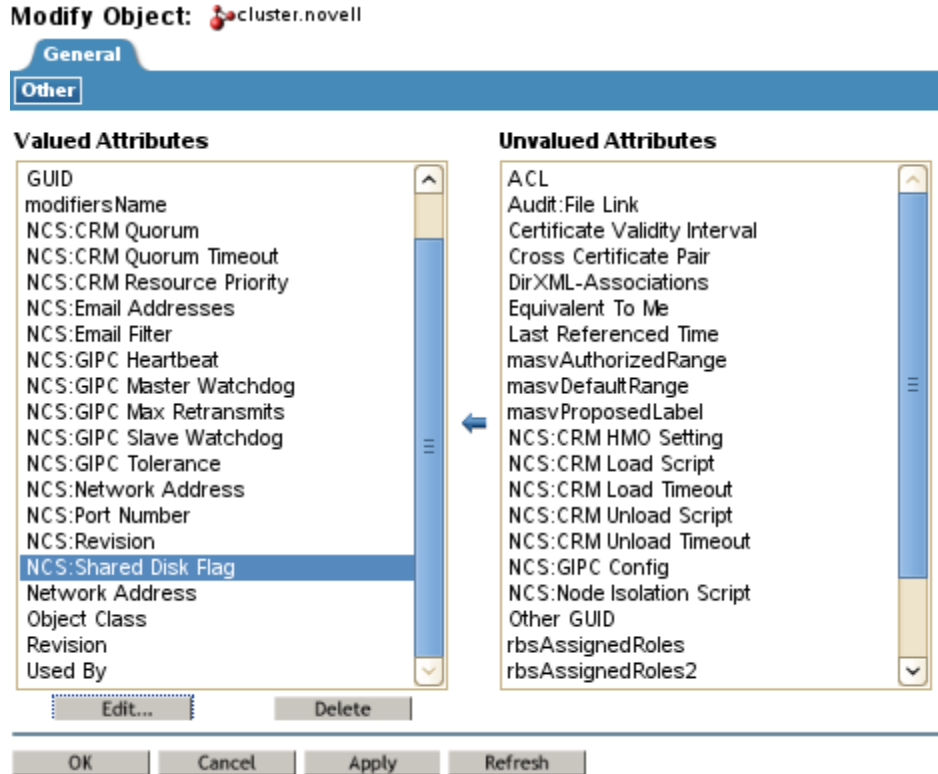 Modify Object: cluster.novell
General
Other
Valued Attributes
GUID
modifiersName
NCS:CRM Quorum
NCS:CRM Quorum Timeout
NCS:CRM Resource Priority
NCS:Email Addresses
NCS:Email Filter
NCS:GIPC Heartbeat
NCS:GIPC Master Watchdog
NCS:GIPC Max Retransmits
NCS:GIPC Slave Watchdog
NCS:GIPC Tolerance
NCS:Network Address
NCS:Port Number
NCS:Revision
NCS:Shared Disk Flag
Network Address
Object Class
Revision
Used By
Unvalued Attributes
ACL
Audit:File Link
Certificate Validity Interval
Cross Certificate Pair
DirXML-Associations
Equivalent To Me
Last Referenced Time
masvAuthorizedRange
masvDefaultRange
masvProposedLabel
NCS:CRM HMO Setting
NCS:CRM Load Script
NCS:CRM Load Timeout
NCS:CRM Unload Script
NCS:CRM Unload Timeout
NCS:GIPC Config
NCS:Node Isolation Script
Other GUID
rbsAssignedRoles
rbsAssignedRoles2
Edit... Delete
OK Cancel Apply Refresh